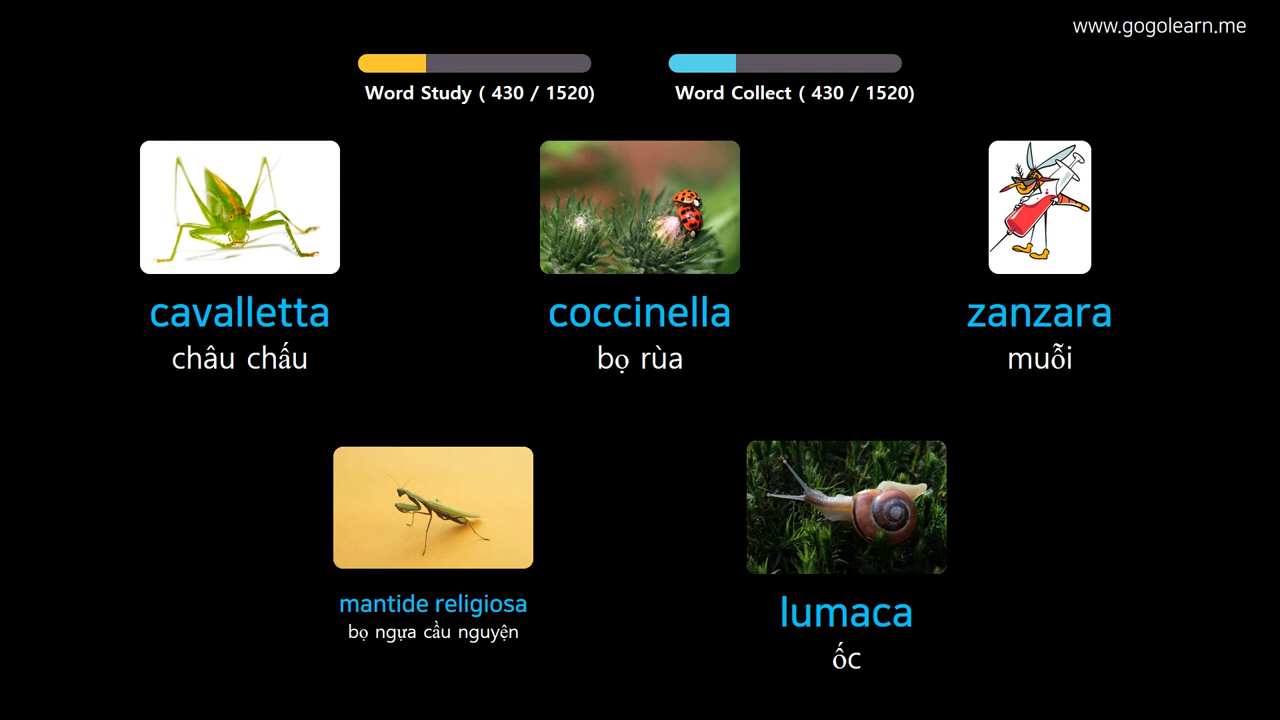 www.gogolearn.me
Word Study ( 430 / 1520)
Word Collect ( 430 / 1520)
cavalletta
châu chấu
coccinella
bọ rùa
zanzara
muỗi
mantide religiosa
bọ ngựa cầu nguyện
lumaca
ốc